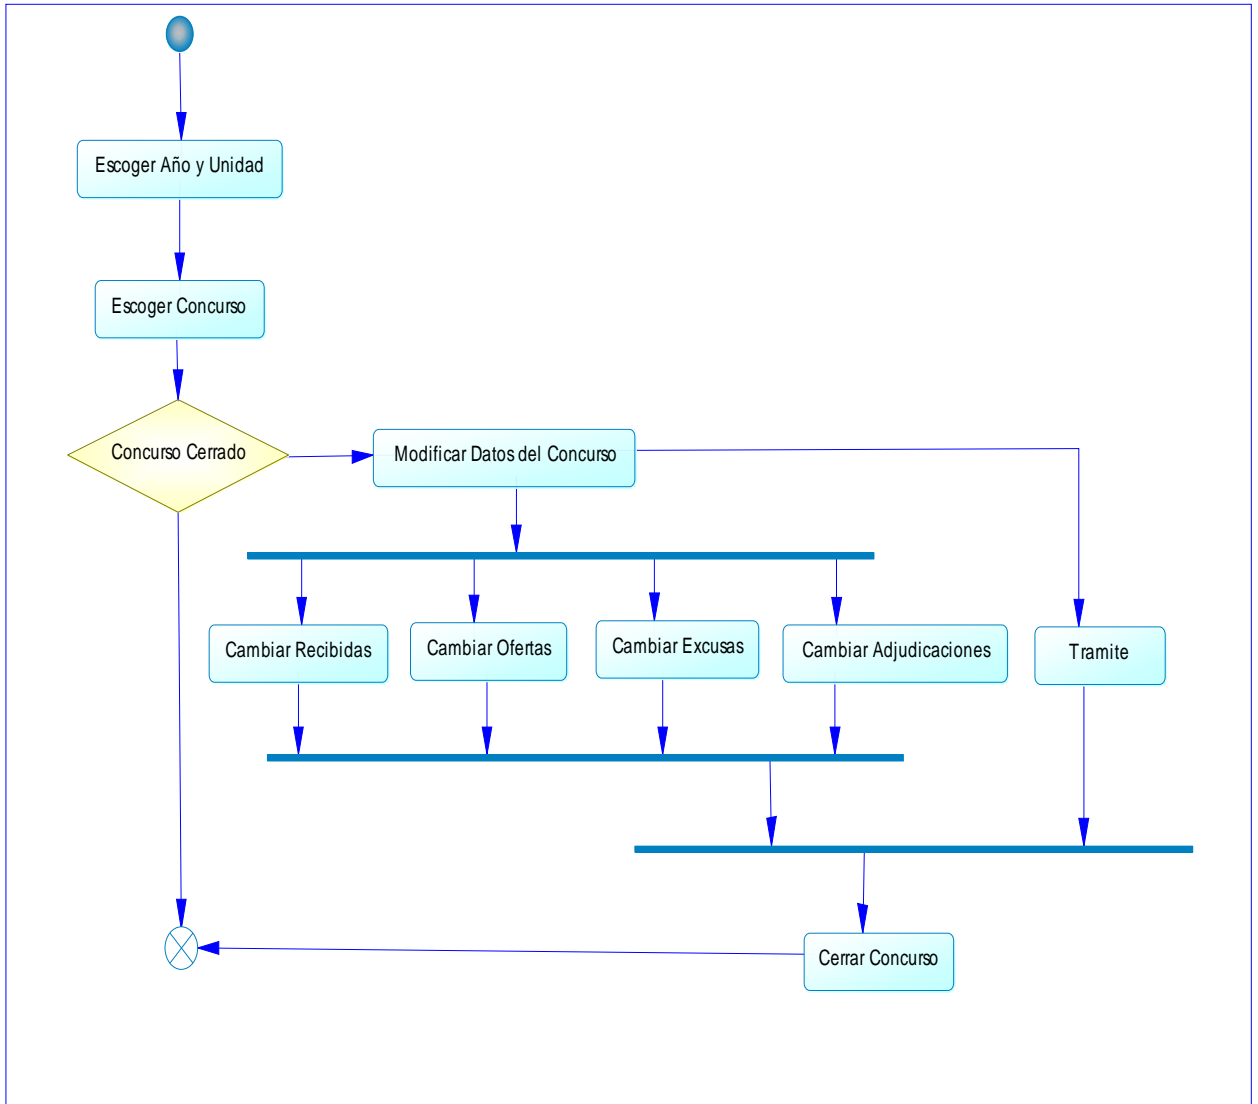 Escoger Año y Unidad
Escoger Concurso
Concurso Cerrado
Modificar Datos del Concurso
Cambiar Recibidas
Cambiar Ofertas
Cambiar Excusas
Cambiar Adjudicaciones
Tramite
Cerrar Concurso